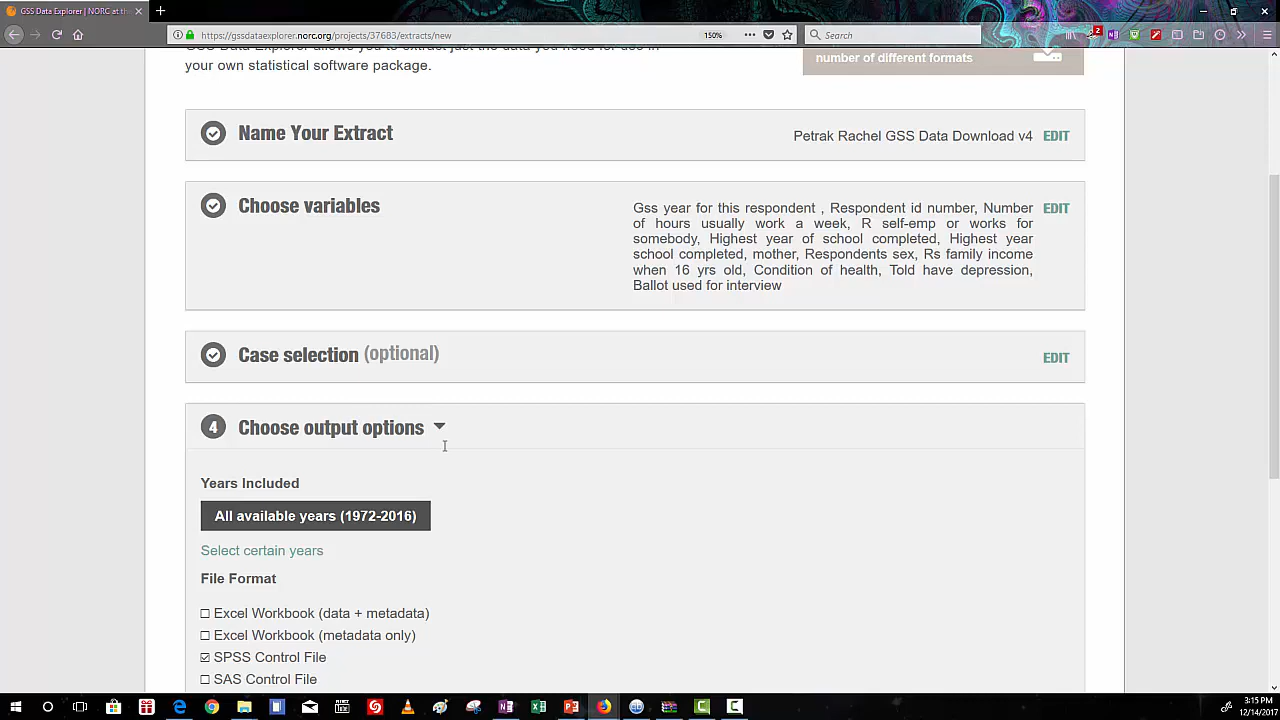 GSS Data Explorer | NORC at th
https://gssdataexplorer.norc.org/projects/37685/extracts/new
150%
Search
2
your own statistical software package.
number of different formats
Name Your Extract
Petrak Rachel GSS Data Download v4 EDIT
Choose variables
Gss year for this respondent , Respondent id number, Number EDIT
of hours usually work a week, R self-emp or works for
somebody, Highest year of school completed, Highest year
school completed, mother, Respondents sex, Rs family income
when 16 yrs old, Condition of health, Told have depression,
Ballot used for interview
Case selection (optional)
EDIT
4 Choose output options
Years Included
All available years (1972-2016)
Select certain years
File Format
Excel Workbook (data + metadata)
Excel Workbook (metadata only)
SPSS Control File
SAS Control File
3:15 PM
12/14/2017